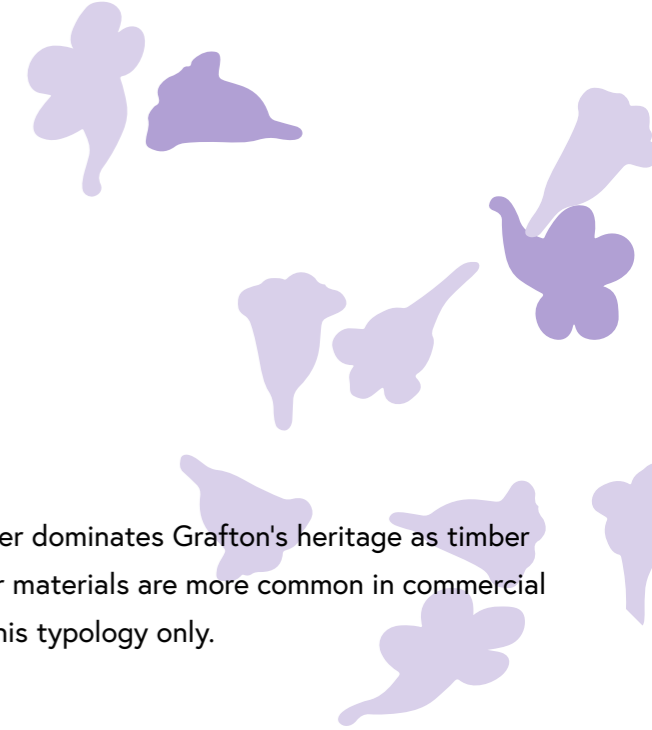 er dominates Grafton's heritage as timber
materials are more common in commercial
his typology only.